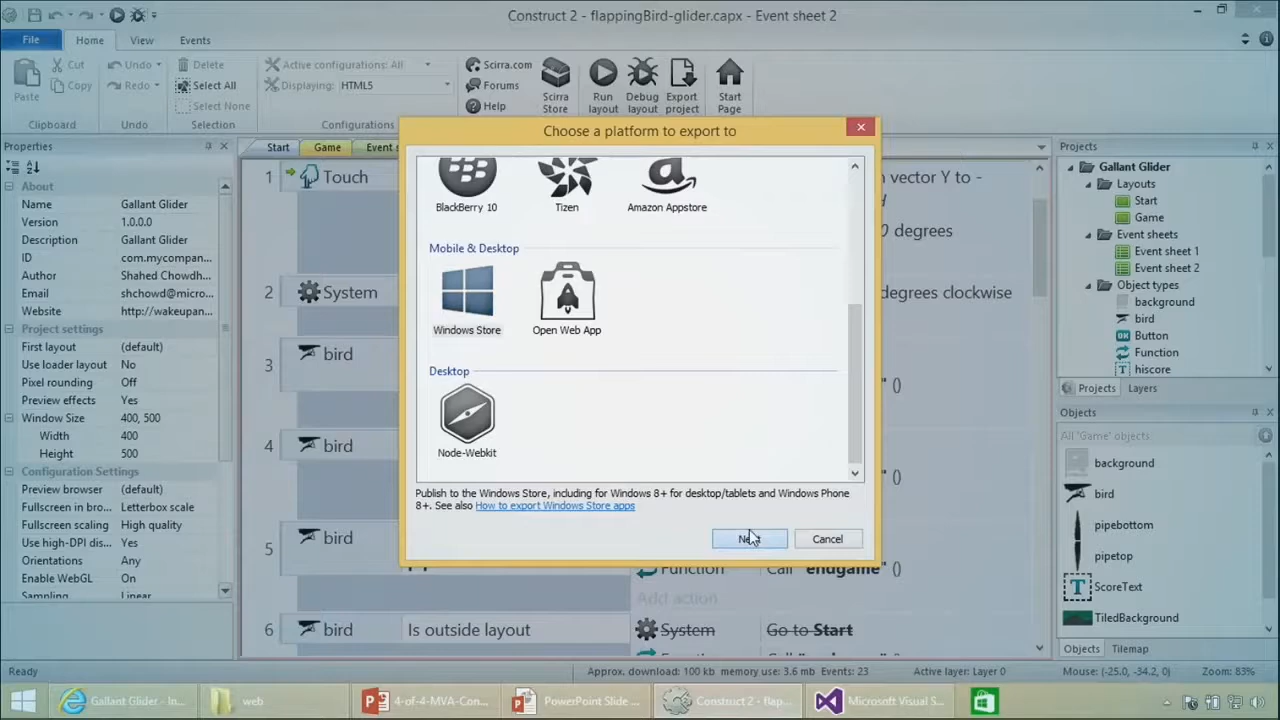 Construct 2 - flappingBird-glider.capx - Event sheet 2
File
Home
View
Events
Paste
Cut
Copy
Clipboard
Undo
Redo
Undo
Delete
Select All
Select None
Selection
Active configurations: All
Displaying: HTML5
Configurations
Scirra.com
Forums
Help
Scirra Store
Run layout
Debug layout
Export project
Start Page
Properties
About
Name Gallant Glider
Version 1.0.0.0
Description Gallant Glider
ID com.mycompan...
Author Shahed Chowdh...
Email shchowd@micro...
Website http://wakeupan...
Project settings
First layout (default)
Use loader layout No
Pixel rounding Off
Preview effects Yes
Window Size 400, 500
Width 400
Height 500
Configuration Settings
Preview browser (default)
Fullscreen in bro... Letterbox scale
Fullscreen scaling High quality
Use high-DPI dis... Yes
Orientations Any
Enable WebGL On
Sampling Linear
Start
Game
Event s
1 Touch
vector Y to -
degrees
2 System
degrees clockwise
3 bird
" ()
4 bird
" ()
5 bird
Function Call "endgame" ()
Add action
6 bird Is outside layout
System Go to Start
Choose a platform to export to
BlackBerry 10
Tizen
Amazon Appstore
Mobile & Desktop
Windows Store
Open Web App
Desktop
Node-Webkit
Publish to the Windows Store, including for Windows 8+ for desktop/tablets and Windows Phone
8+. See also How to export Windows Store apps
Cancel
Projects
Gallant Glider
Layouts
Start
Game
Event sheets
Event sheet 1
Event sheet 2
Object types
background
bird
OK Button
Function
T hiscore
Projects
Layers
Objects
All 'Game' objects
background
bird
pipebottom
pipetop
T ScoreText
TiledBackground
Objects
Tilemap
Ready
Approx. download: 100 kb memory use: 3.6 mb Events: 23
Active layer: Layer 0
Mouse: (-25.0, -34.2, 0)
Zoom: 83%
Gallant Glider - In...
web
4-of-4-MVA-Con...
PowerPoint Slide ...
Construct 2 - flap...
Microsoft Visual S...